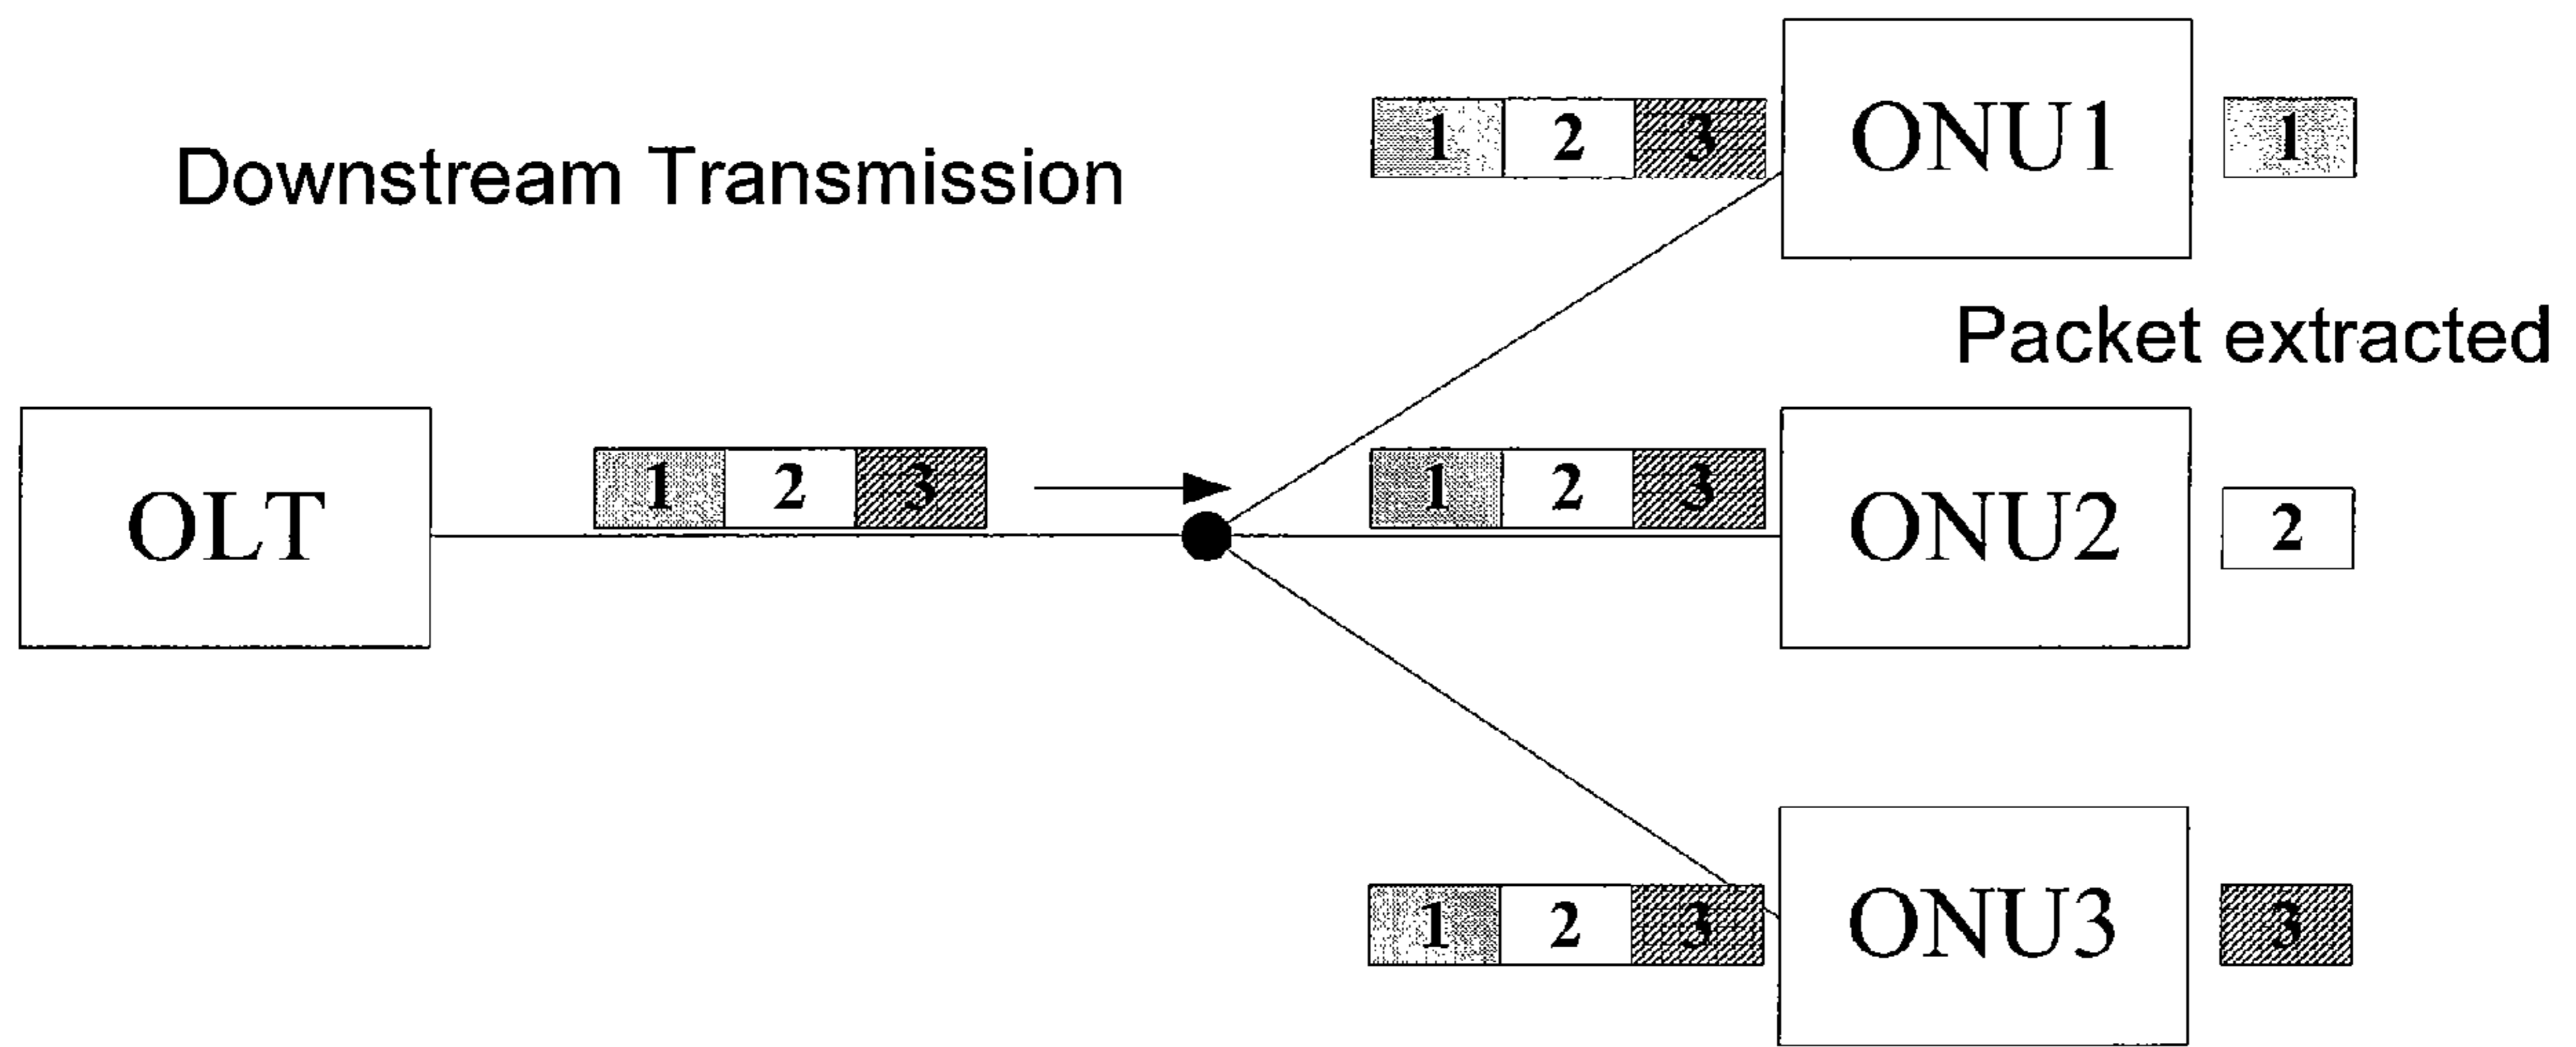 1 2 3 ONU1 1
Downstream Transmission
Packet extracted
OLT 1 2 3 1 2 3 ONU2 2
1 2 3 ONU3 3